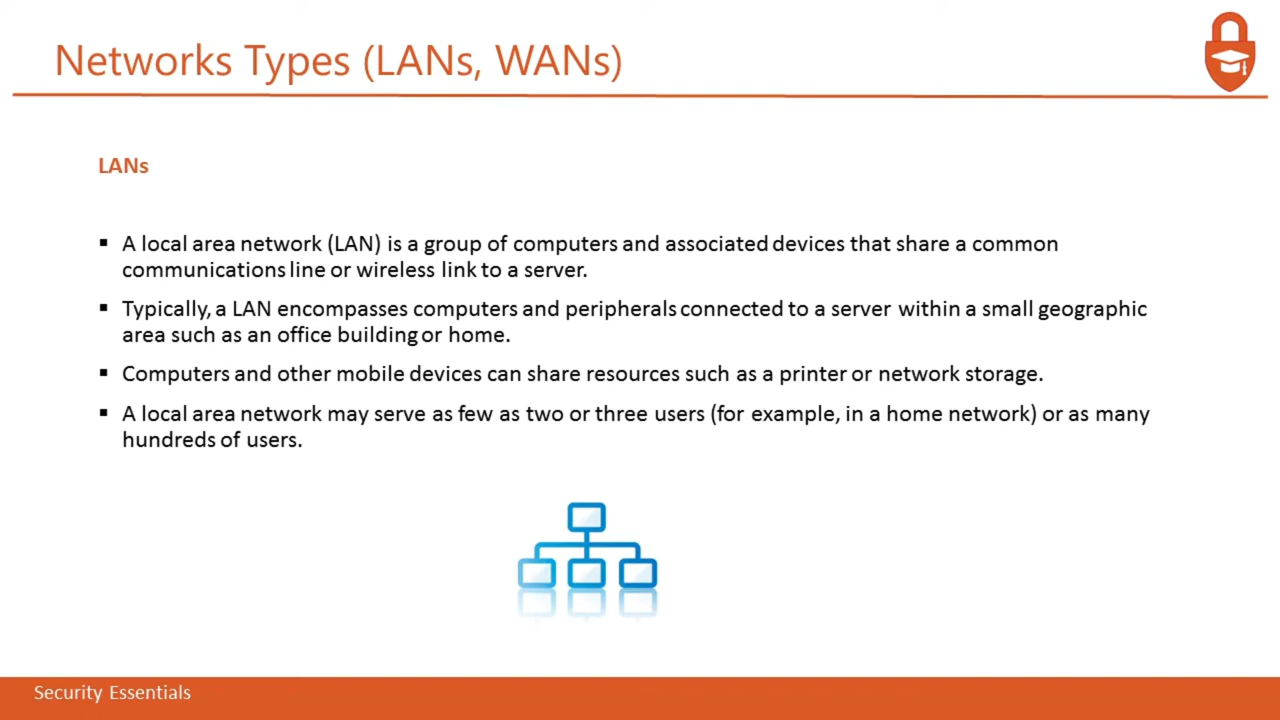 Networks Types (LANs, WANs)
LANs
▪ A local area network (LAN) is a group of computers and associated devices that share a common
communications line or wireless link to a server.
▪ Typically, a LAN encompasses computers and peripherals connected to a server within a small geographic
area such as an office building or home.
▪ Computers and other mobile devices can share resources such as a printer or network storage.
▪ A local area network may serve as few as two or three users (for example, in a home network) or as many
hundreds of users.
Security Essentials